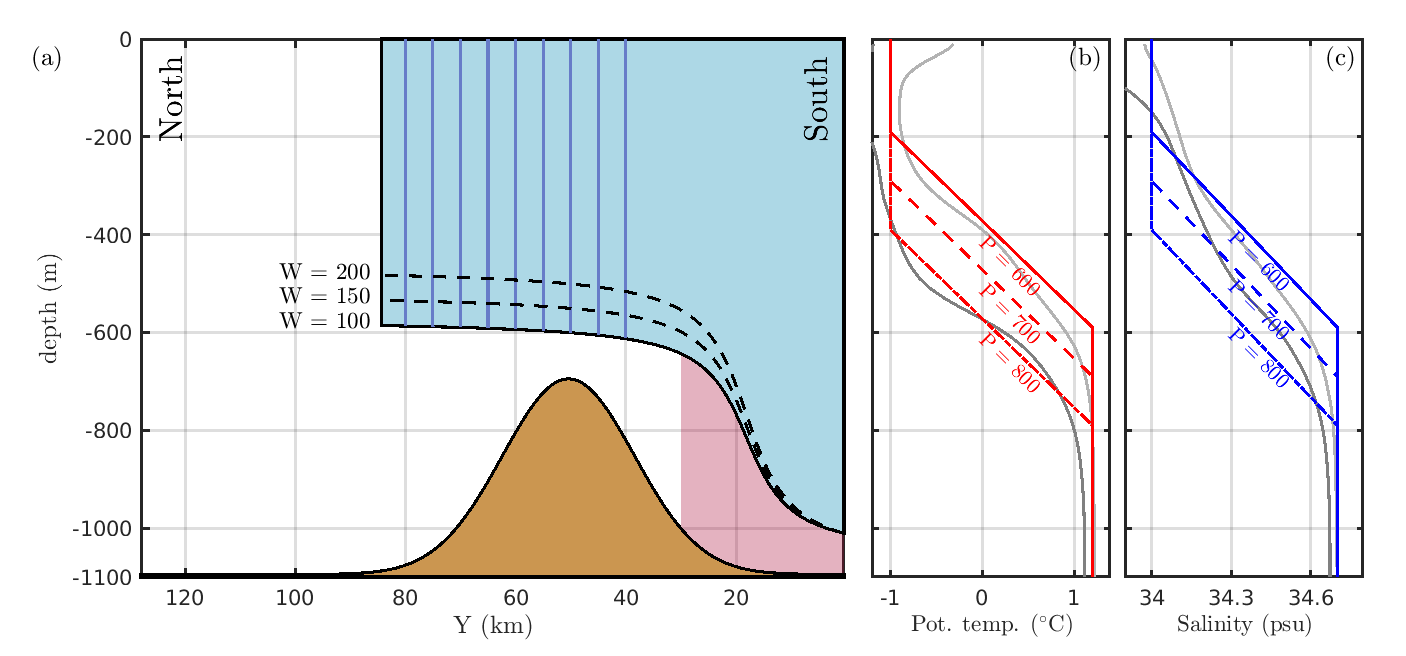 (a)
North
South
0
-200
-400
-600
-800
-1000
-1100
depth (m)
W = 200
W = 150
W = 100
120
100
80
60
40
20
Y (km)
(b)
P = 600
P = 700
P = 800
-1
0
1
Pot. temp. (°C)
(c)
P = 600
P = 700
P = 800
34
34.3
34.6
Salinity (psu)